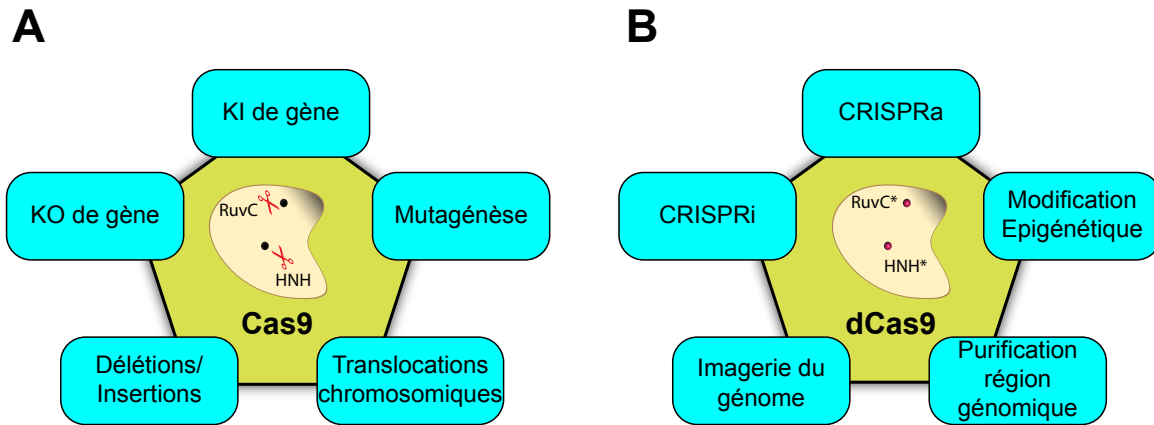 A
KI de gène
KO de gène
Mutagénèse
RuvC
HNH
Cas9
Délétions/
Insertions
Translocations
chromosomiques
B
CRISPRa
CRISPRi
Modification
Epigénétique
RuvC*
HNH*
dCas9
Imagerie du
génome
Purification
région
génomique